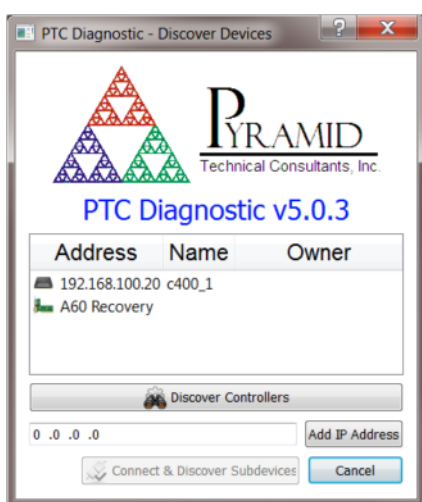 PTC Diagnostic - Discover Devices
PYRAMID
Technical Consultants, Inc.
PTC Diagnostic v5.0.3
Address Name Owner
192.168.100.20 c400_1
A60 Recovery
Discover Controllers
0 .0 .0 .0 Add IP Address
Connect & Discover Subdevices Cancel